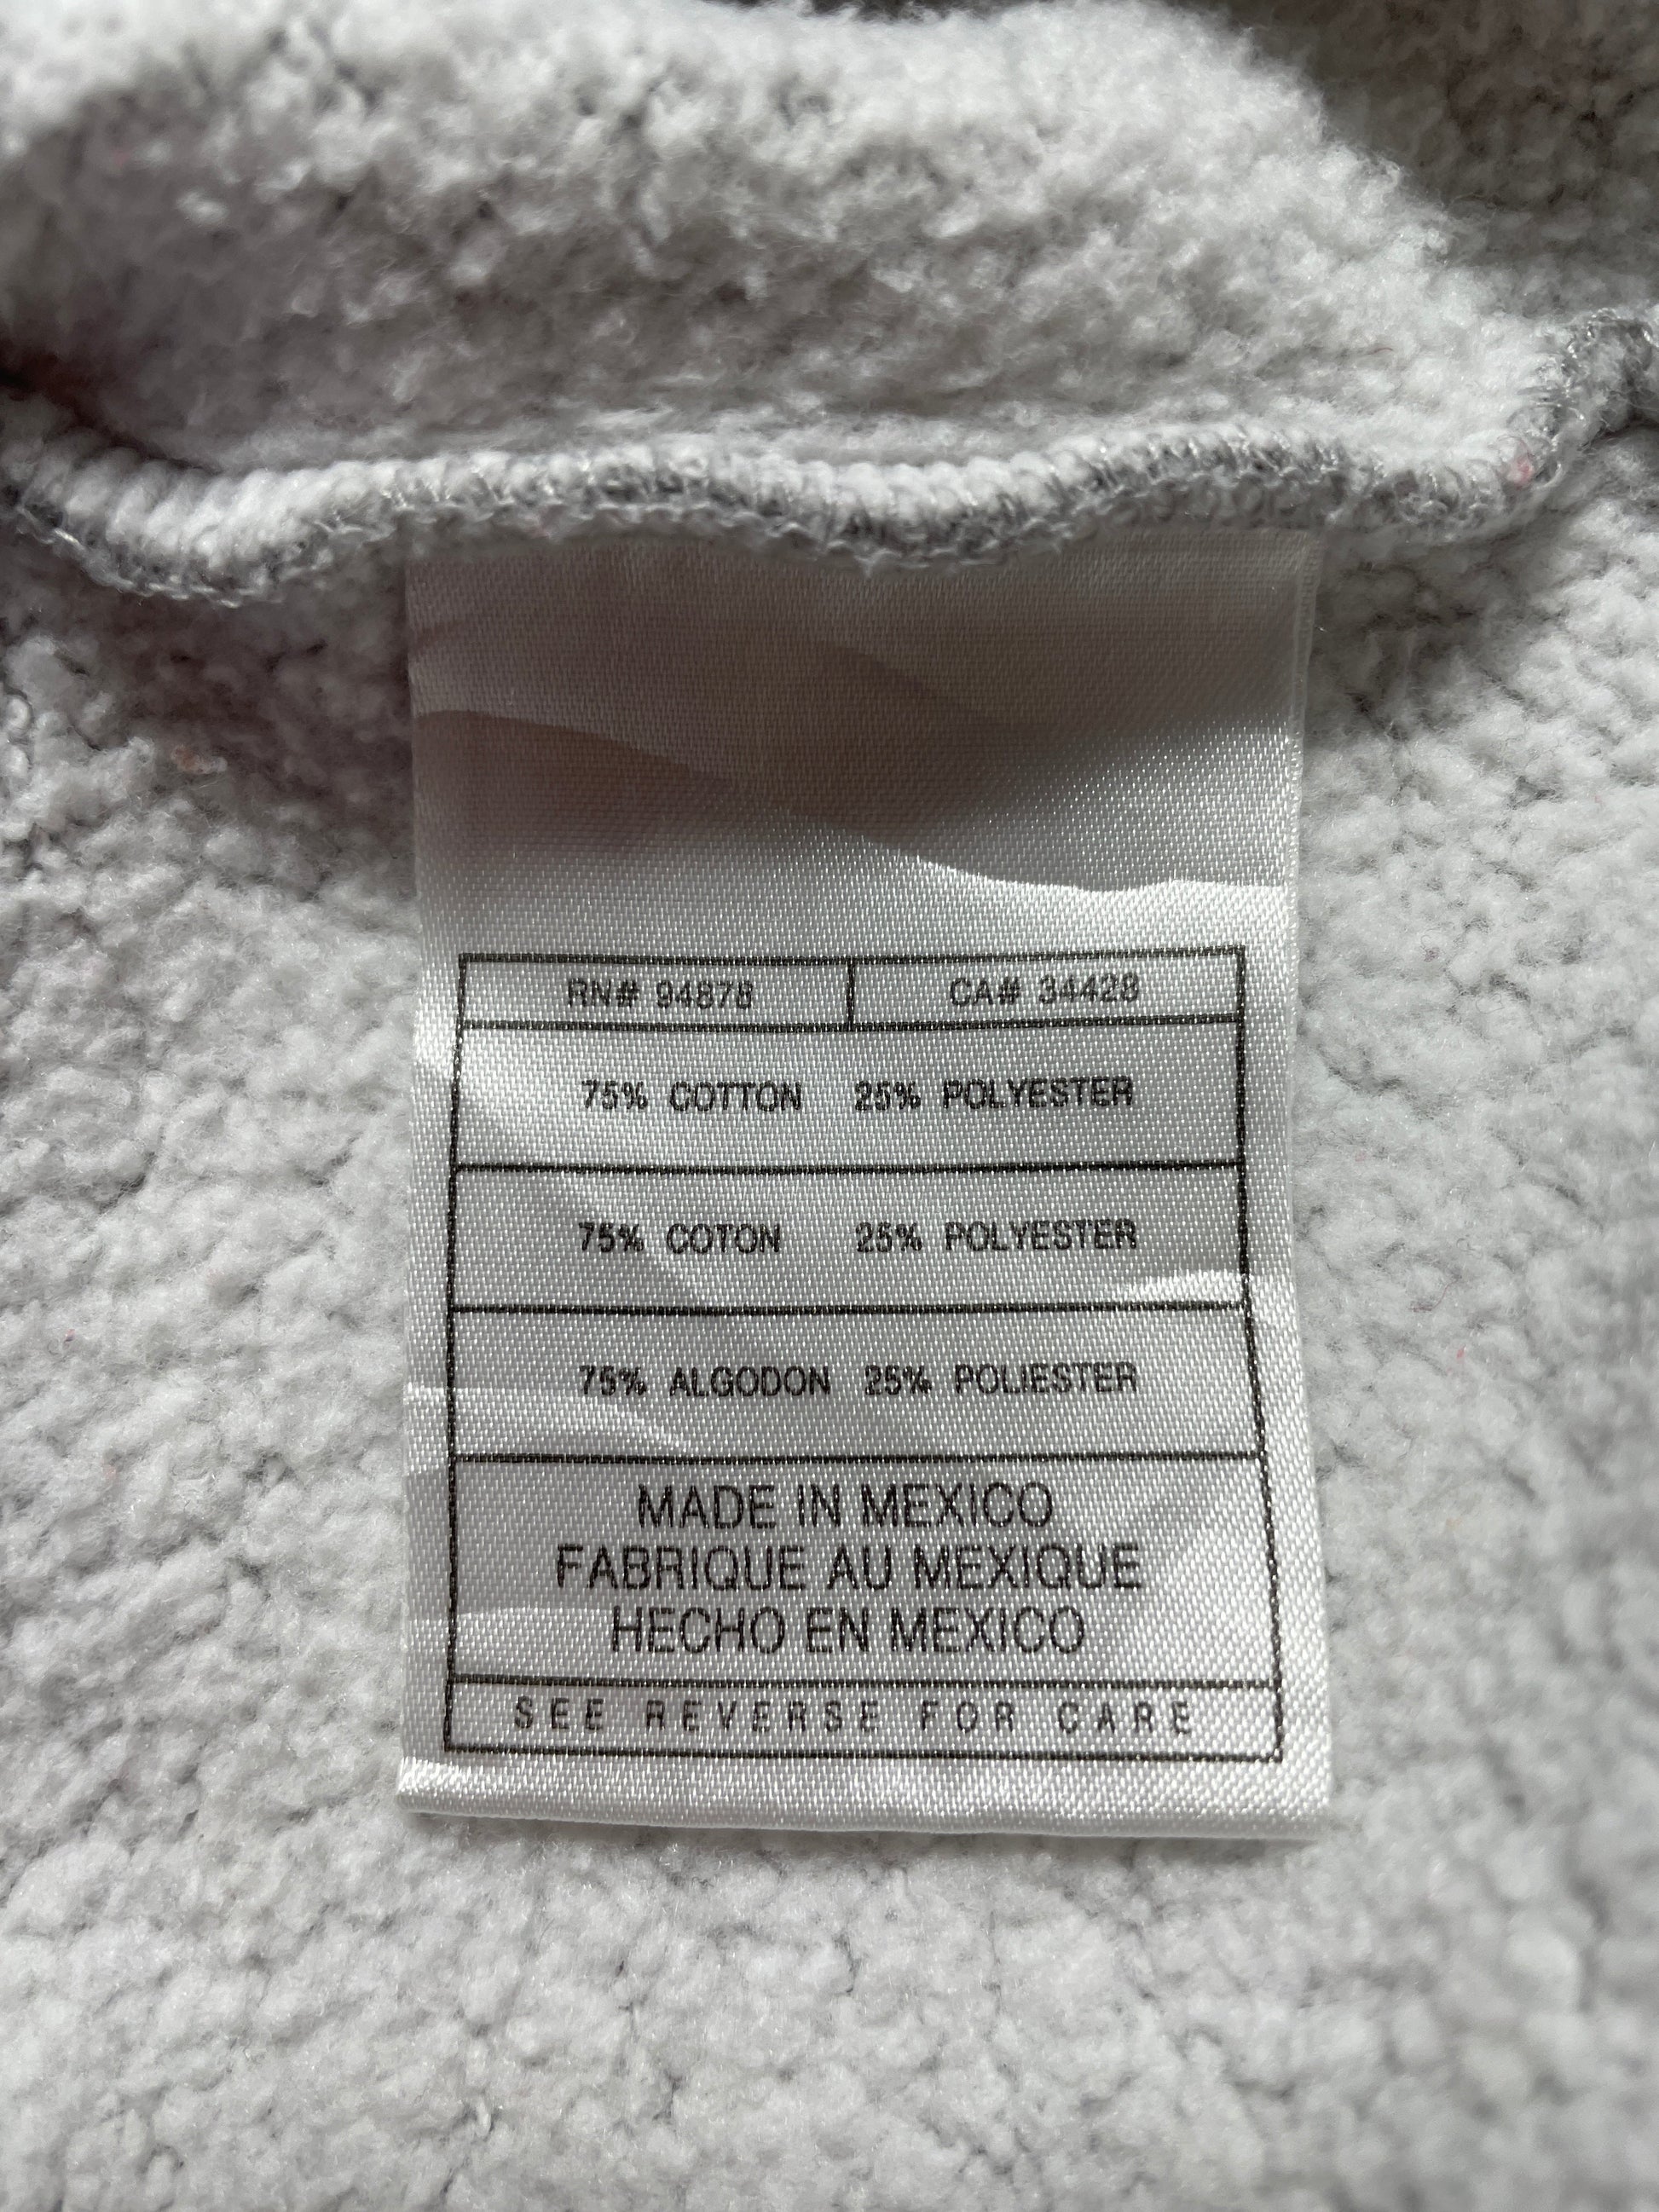 RN# 94878 CA# 34428
75% COTTON 25% POLYESTER
75% COTON 25% POLYESTER
75% ALGODON 25% POLIESTER
MADE IN MEXICO
FABRIQUE AU MEXIQUE
HECHO EN MEXICO
SEE REVERSE FOR CARE